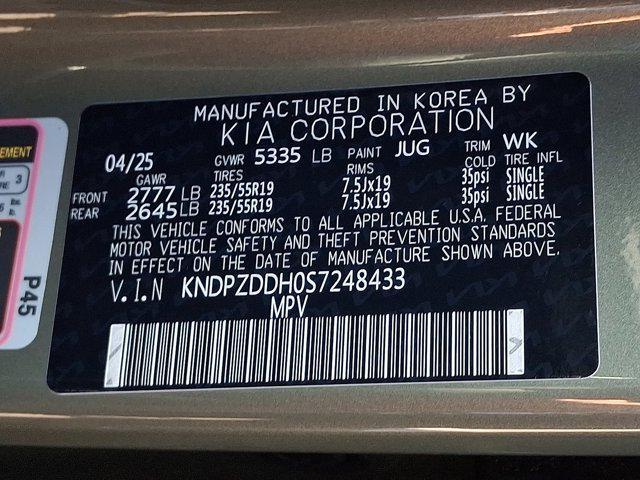 MANUFACTURED IN KOREA BY
KIA CORPORATION
04/25 GVWR 5335 LB PAINT JUG TRIM WK
GAWR TIRES RIMS COLD TIRE INFL
FRONT 2777 LB 235/55R19 7.5Jx19 35psi SINGLE
REAR 2645 LB 235/55R19 7.5Jx19 35psi SINGLE
THIS VEHICLE CONFORMS TO ALL APPLICABLE U.S.A. FEDERAL
MOTOR VEHICLE SAFETY AND THEFT PREVENTION STANDARDS
IN EFFECT ON THE DATE OF MANUFACTURE SHOWN ABOVE.
V.I.N KNDPZDDH0S7248433
MPV
EMENT
3
P45